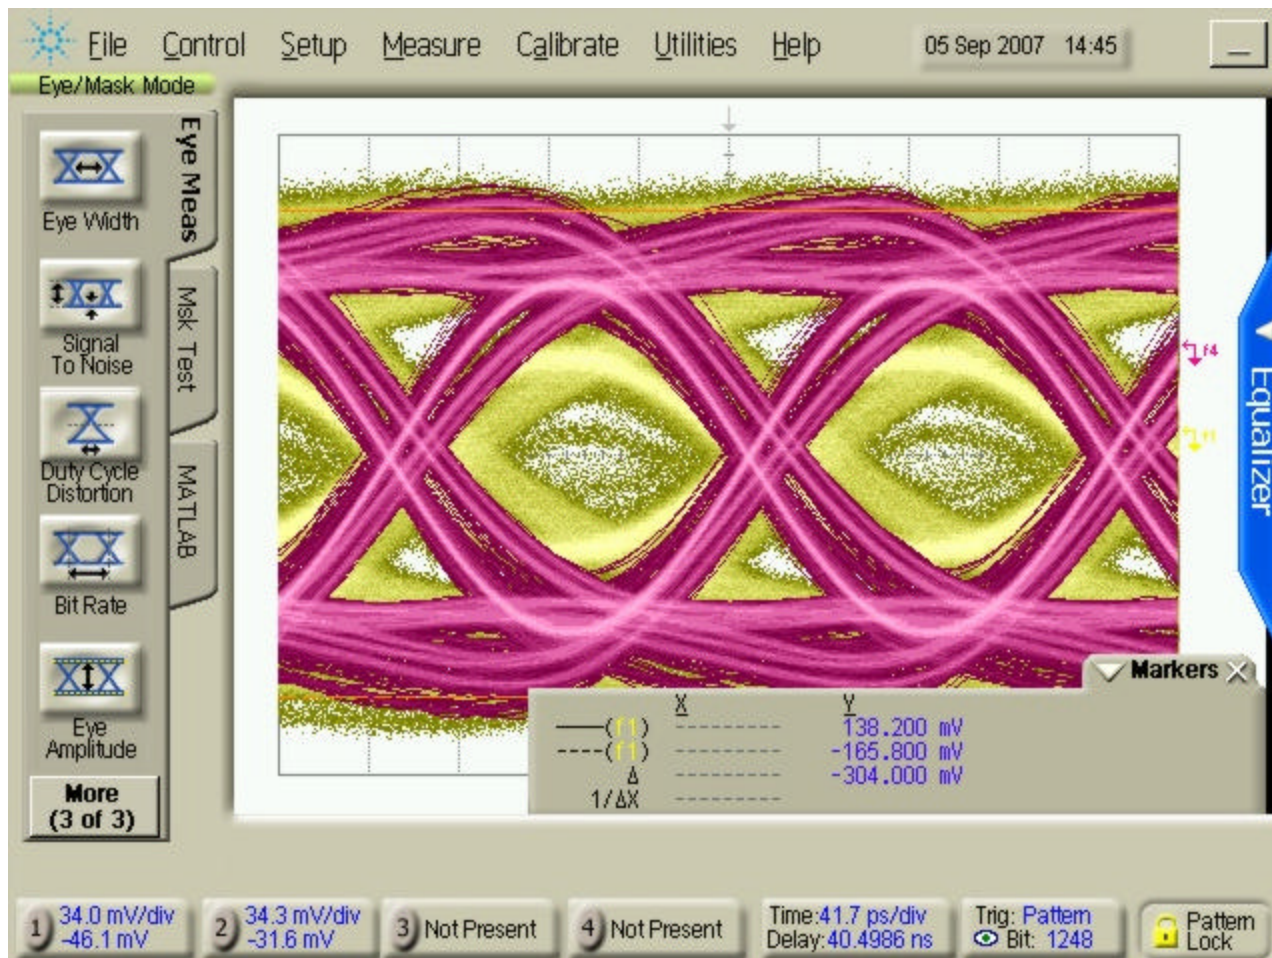 File Control Setup Measure Calibrate Utilities Help 05 Sep 2007 14:45
Eye/Mask Mode
Eye Meas
Msk Test
MATLAB
Eye Width
Signal
To Noise
Duty Cycle
Distortion
Bit Rate
Eye
Amplitude
More
(3 of 3)
f4
f1
Equalizer
Markers
X Y
(f1) 138.200 mV
(f1) -165.800 mV
Δ -304.000 mV
1/ΔX
1 34.0 mV/div
-46.1 mV
2 34.3 mV/div
-31.6 mV
3 Not Present
4 Not Present
Time:41.7 ps/div
Delay:40.4986 ns
Trig: Pattern
Bit: 1248
Pattern
Lock